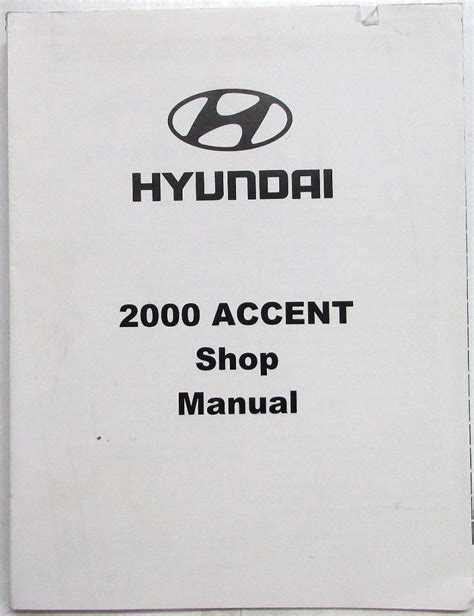 HYUNDAI
2000 ACCENT
Shop
Manual